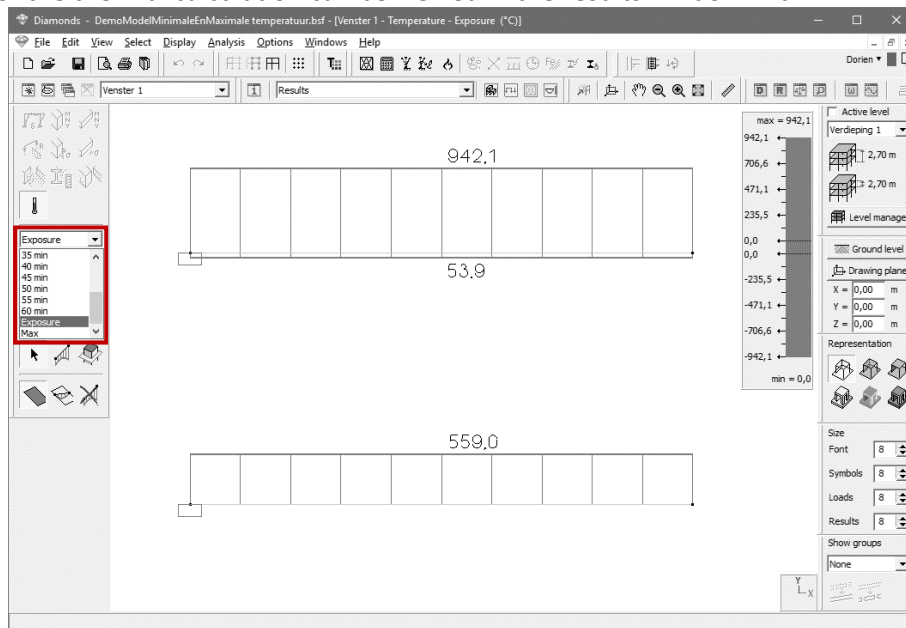 Diamonds - DemoModelMinimaleEnMaximale temperatuur.bsf - [Venster 1 - Temperature - Exposure (°C)]
File Edit View Select Display Analysis Options Windows Help
Dorien
Venster 1
Results
942,1
53,9
559,0
Exposure
35 min
40 min
45 min
50 min
55 min
60 min
Exposure
Max
max = 942,1
942,1
706,6
471,1
235,5
0,0
0,0
-235,5
-471,1
-706,6
-942,1
min = 0,0
Active level
Verdieping 1
2,70 m
2,70 m
Level manage
Ground level
Drawing plane
X = 0,00 m
Y = 0,00 m
Z = 0,00 m
Representation
Size
Font 8
Symbols 8
Loads 8
Results 8
Show groups
None
Y
X